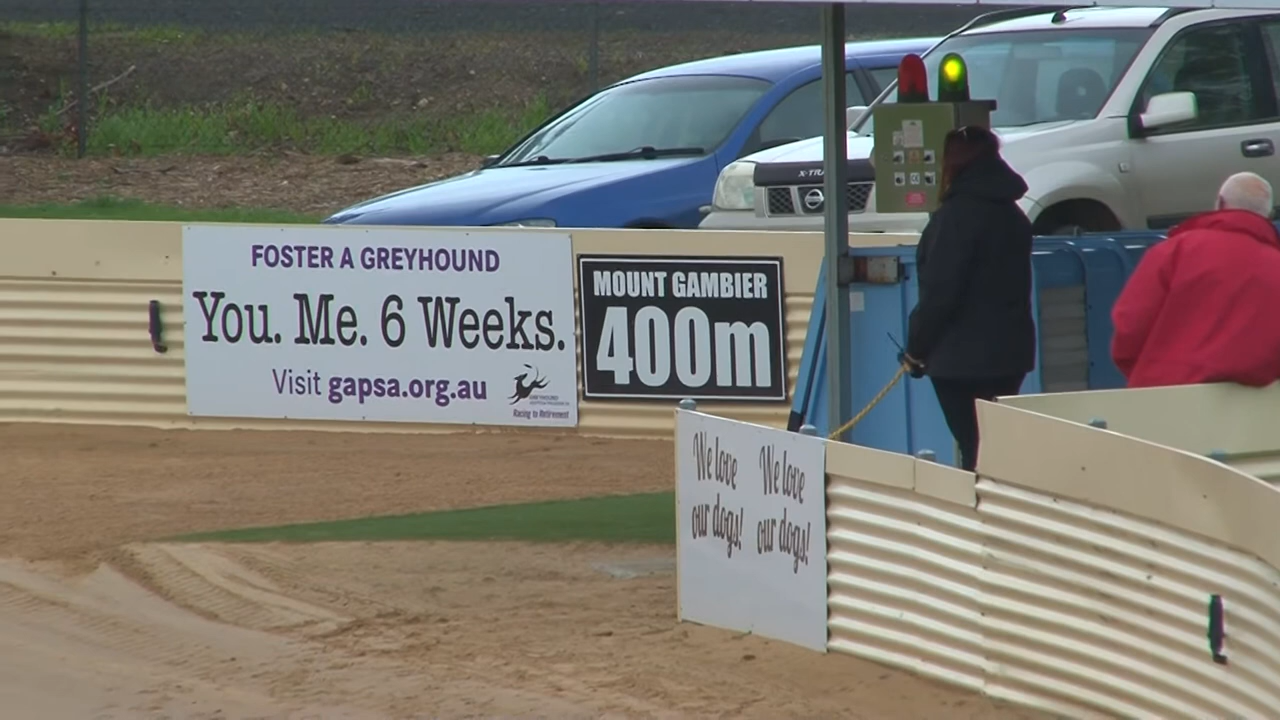 FOSTER A GREYHOUND
You. Me. 6 Weeks.
Visit gapsa.org.au
Racing to Retirement
MOUNT GAMBIER
400m
We love
our dogs!
We love
our dogs!
X-TRA